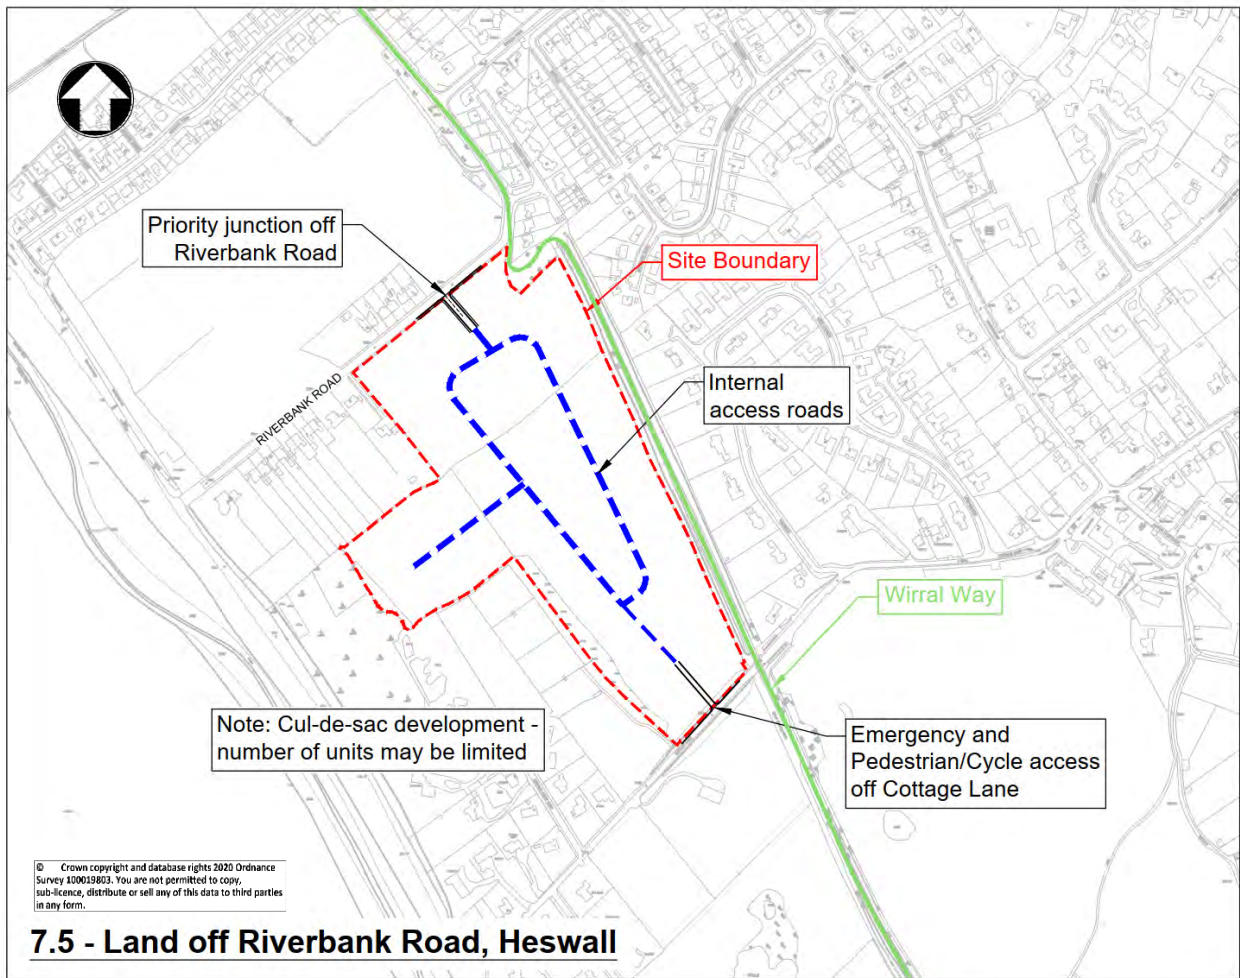 Priority junction off
Riverbank Road
Site Boundary
Internal
access roads
RIVERBANK ROAD
Wirral Way
Note: Cul-de-sac development -
number of units may be limited
Emergency and
Pedestrian/Cycle access
off Cottage Lane
© Crown copyright and database rights 2020 Ordnance
Survey 100019803. You are not permitted to copy,
sub-licence, distribute or sell any of this data to third parties
in any form.
7.5 - Land off Riverbank Road, Heswall